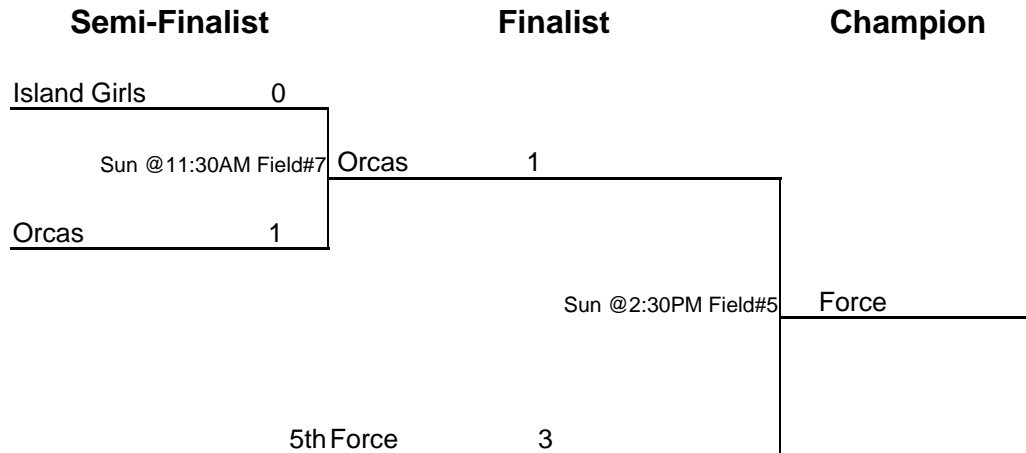 Semi-Finalist Finalist Champion
Island Girls 0
Sun @11:30AM Field#7 Orcas 1
Orcas 1
Sun @2:30PM Field#5 Force
5th Force 3